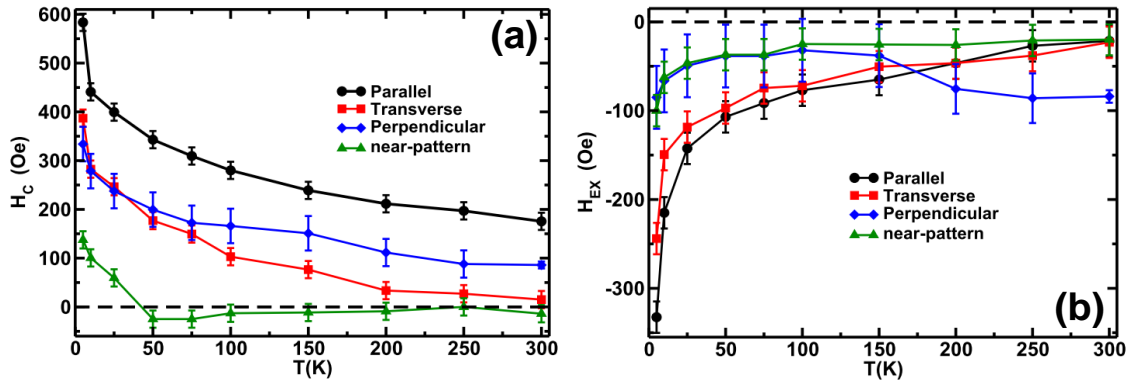 (a)
H_C (Oe)
600
500
400
300
200
100
0
Parallel
Transverse
Perpendicular
near-pattern
0 50 100 150 200 250 300
T(K)
(b)
H_EX (Oe)
0
-100
-200
-300
Parallel
Transverse
Perpendicular
near-pattern
0 50 100 150 200 250 300
T(K)